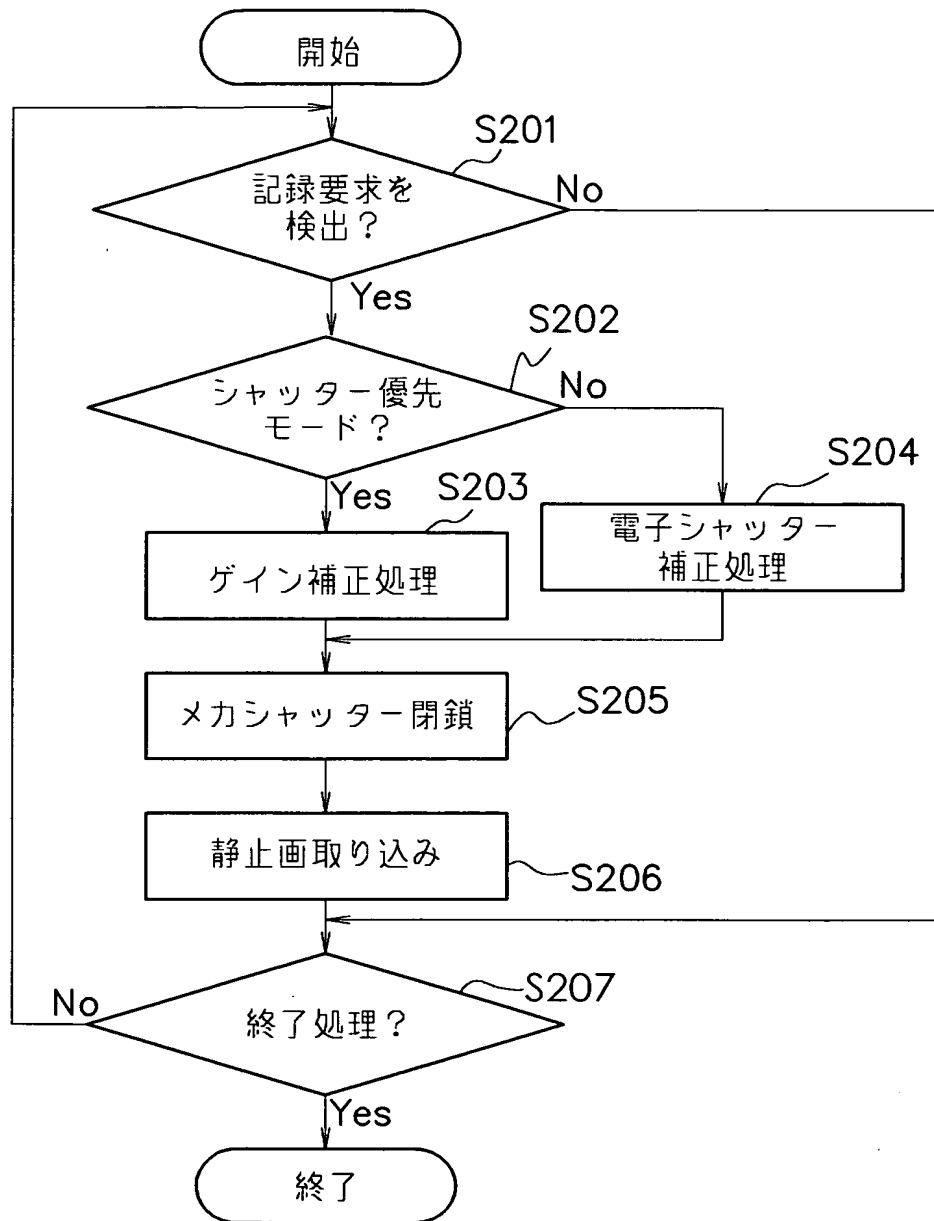 開始
S201
記録要求を
検出?
No
Yes
S202
シャッター優先
モード?
No
Yes
S203
S204
ゲイン補正処理
電子シャッター
補正処理
メカシャッター閉鎖
S205
静止画取り込み
S206
S207
終了処理?
No
Yes
終了